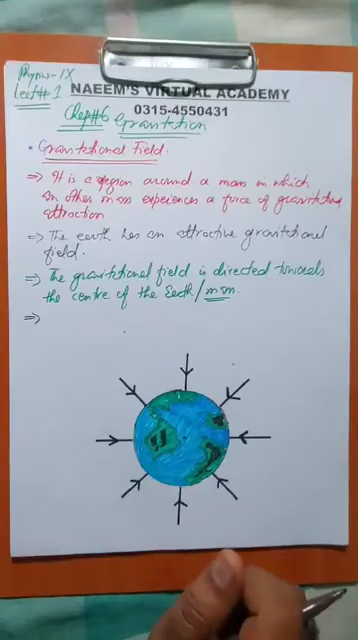 Physics-IX
Lect# 1
NAEEM'S VIRTUAL ACADEMY
0315-4550431
Chep#6 Gravitation
• Gravitational Field.
⇒ It is a region around a mass in which
an other mass experiences a force of gravitational
attraction.
⇒ The earth has an attractive gravitational
field.
⇒ The gravitational field is directed towards
the centre of the Earth/mass.
⇒